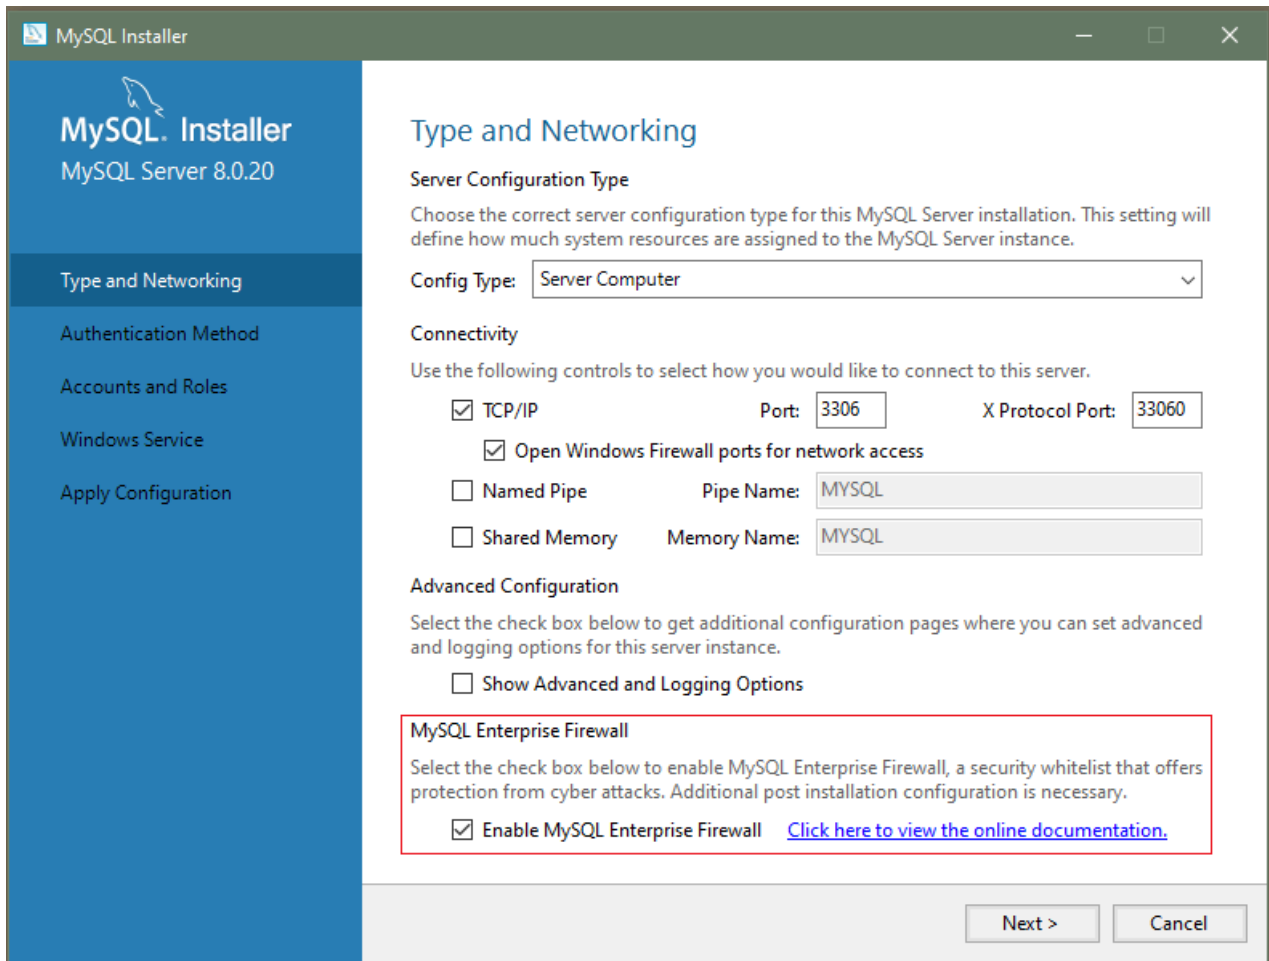 MySQL Installer
MySQL. Installer
MySQL Server 8.0.20
Type and Networking
Authentication Method
Accounts and Roles
Windows Service
Apply Configuration
Type and Networking
Server Configuration Type
Choose the correct server configuration type for this MySQL Server installation. This setting will
define how much system resources are assigned to the MySQL Server instance.
Config Type: Server Computer
Connectivity
Use the following controls to select how you would like to connect to this server.
TCP/IP Port: 3306 X Protocol Port: 33060
Open Windows Firewall ports for network access
Named Pipe Pipe Name: MYSQL
Shared Memory Memory Name: MYSQL
Advanced Configuration
Select the check box below to get additional configuration pages where you can set advanced
and logging options for this server instance.
Show Advanced and Logging Options
MySQL Enterprise Firewall
Select the check box below to enable MySQL Enterprise Firewall, a security whitelist that offers
protection from cyber attacks. Additional post installation configuration is necessary.
Enable MySQL Enterprise Firewall Click here to view the online documentation.
Next > Cancel